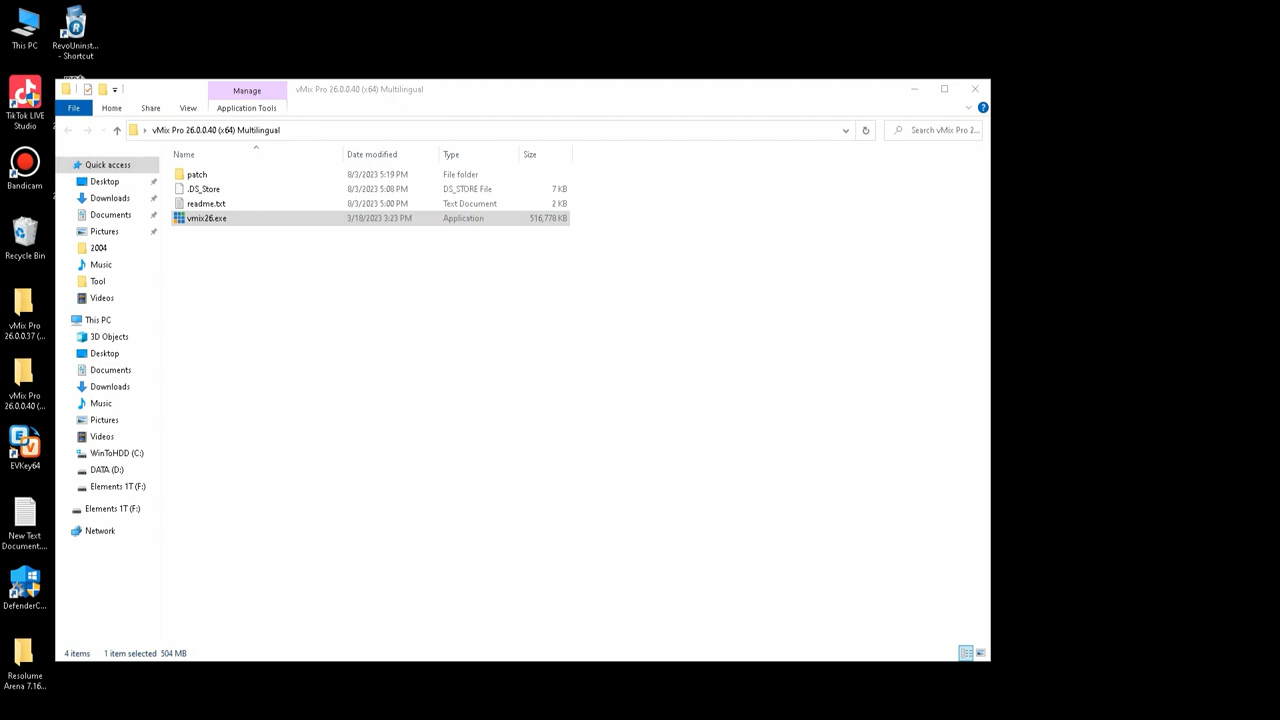 This PC
RevoUninst...
- Shortcut
TikTok LIVE
Studio
Bandicam
Recycle Bin
vMix Pro
26.0.0.37 (...
vMix Pro
26.0.0.40 (...
EVKey64
New Text
Document....
DefenderC...
Resolume
Arena 7.16...
Manage
vMix Pro 26.0.0.40 (x64) Multilingual
File
Home
Share
View
Application Tools
vMix Pro 26.0.0.40 (x64) Multilingual
Search vMix Pro 2...
Name
Date modified
Type
Size
patch
8/3/2023 5:19 PM
File folder
.DS_Store
8/3/2023 5:08 PM
DS_STORE File
7 KB
readme.txt
8/3/2023 5:00 PM
Text Document
2 KB
vmix26.exe
3/18/2023 3:23 PM
Application
516,778 KB
Quick access
Desktop
Downloads
Documents
Pictures
2004
Music
Tool
Videos
This PC
3D Objects
Desktop
Documents
Downloads
Music
Pictures
Videos
WinToHDD (C:)
DATA (D:)
Elements 1T (F:)
Elements 1T (F:)
Network
4 items
1 item selected 504 MB